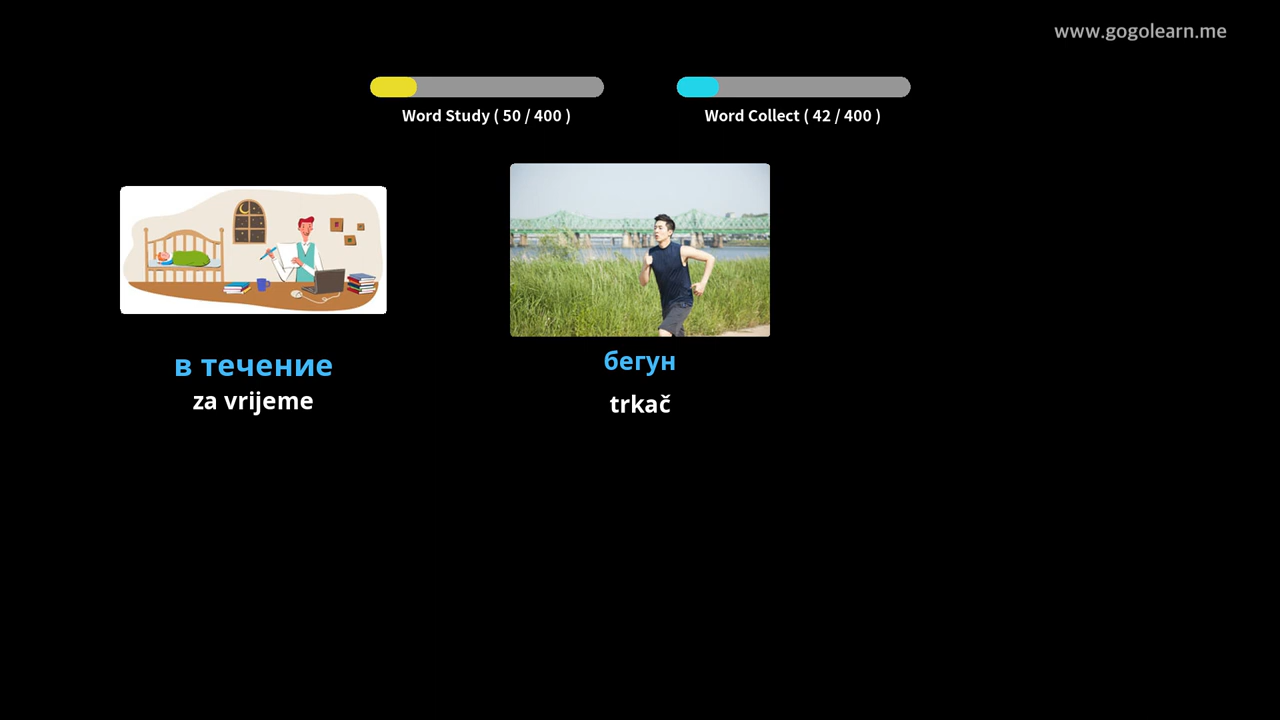 www.gogolearn.me
Word Study ( 50 / 400 )
Word Collect ( 42 / 400 )
в течение
za vrijeme
бегун
trkač